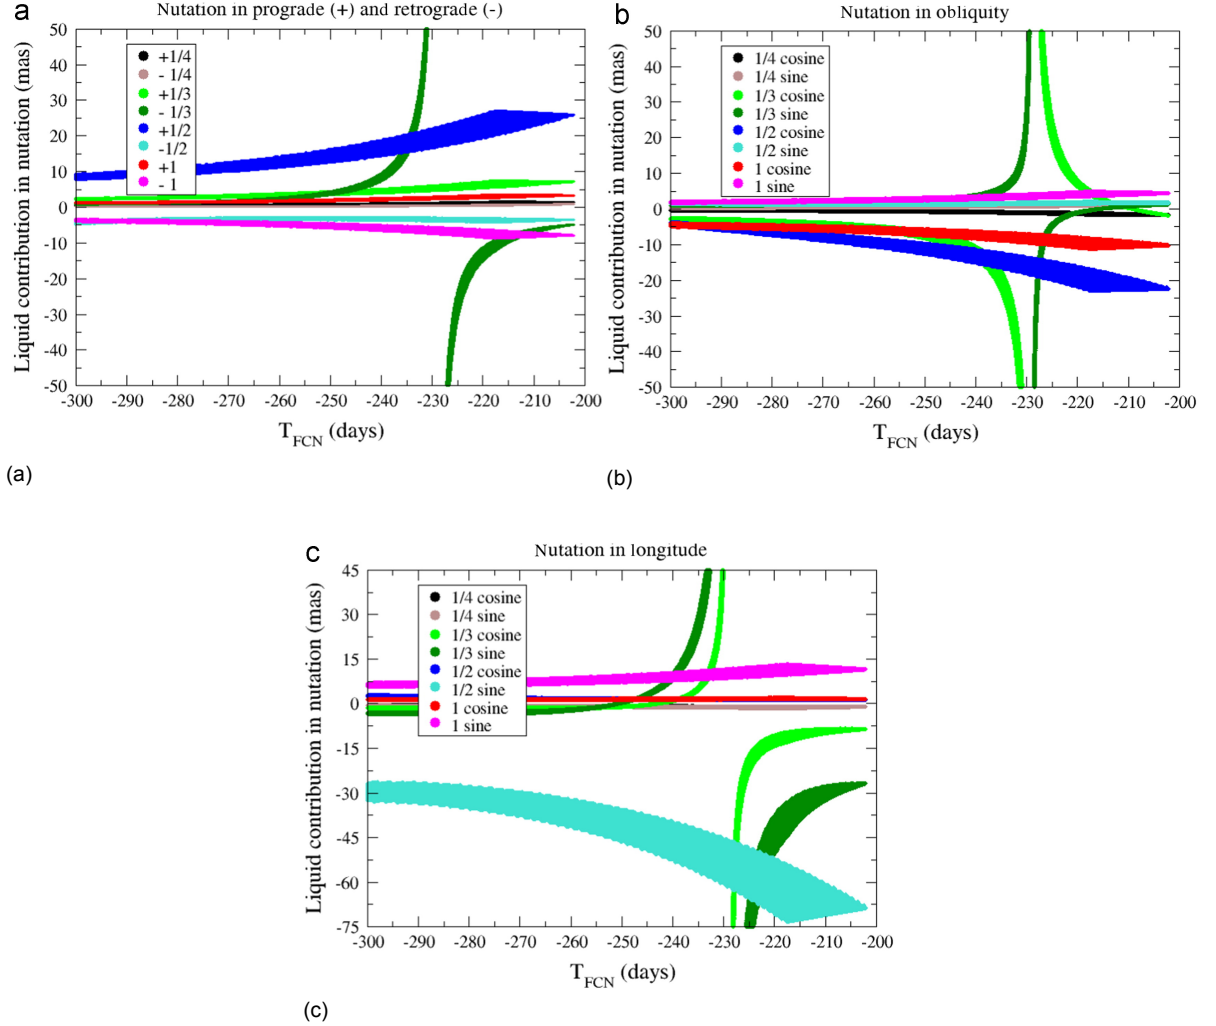 a
Nutation in prograde (+) and retrograde (-)
50
40
30
20
10
0
-10
-20
-30
-40
-50
Liquid contribution in nutation (mas)
+1/4
- 1/4
+1/3
- 1/3
+1/2
-1/2
+1
- 1
-300 -290 -280 -270 -260 -250 -240 -230 -220 -210 -200
T_FCN (days)
(a)
b
Nutation in obliquity
50
40
30
20
10
0
-10
-20
-30
-40
-50
Liquid contribution in nutation (mas)
1/4 cosine
1/4 sine
1/3 cosine
1/3 sine
1/2 cosine
1/2 sine
1 cosine
1 sine
-300 -290 -280 -270 -260 -250 -240 -230 -220 -210 -200
T_FCN (days)
(b)
c
Nutation in longitude
45
30
15
0
-15
-30
-45
-60
-75
Liquid contribution in nutation (mas)
1/4 cosine
1/4 sine
1/3 cosine
1/3 sine
1/2 cosine
1/2 sine
1 cosine
1 sine
-300 -290 -280 -270 -260 -250 -240 -230 -220 -210 -200
T_FCN (days)
(c)